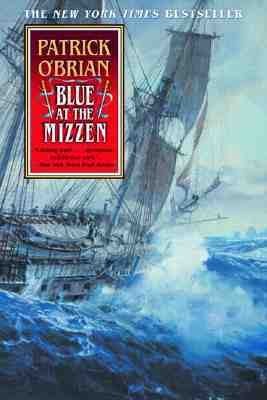 THE NEW YORK TIMES BESTSELLER
PATRICK
O'BRIAN
BLUE
AT THE
MIZZEN